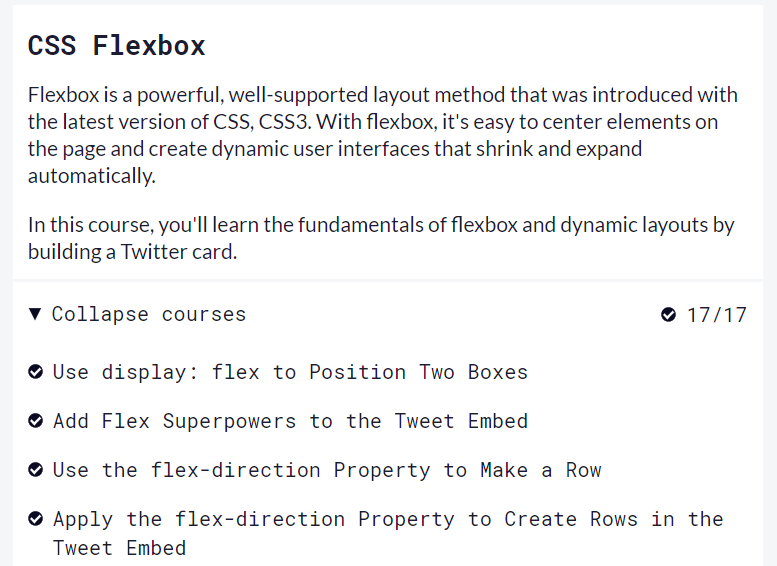 CSS Flexbox
Flexbox is a powerful, well-supported layout method that was introduced with
the latest version of CSS, CSS3. With flexbox, it's easy to center elements on
the page and create dynamic user interfaces that shrink and expand
automatically.
In this course, you'll learn the fundamentals of flexbox and dynamic layouts by
building a Twitter card.
Collapse courses 17/17
Use display: flex to Position Two Boxes
Add Flex Superpowers to the Tweet Embed
Use the flex-direction Property to Make a Row
Apply the flex-direction Property to Create Rows in the
Tweet Embed